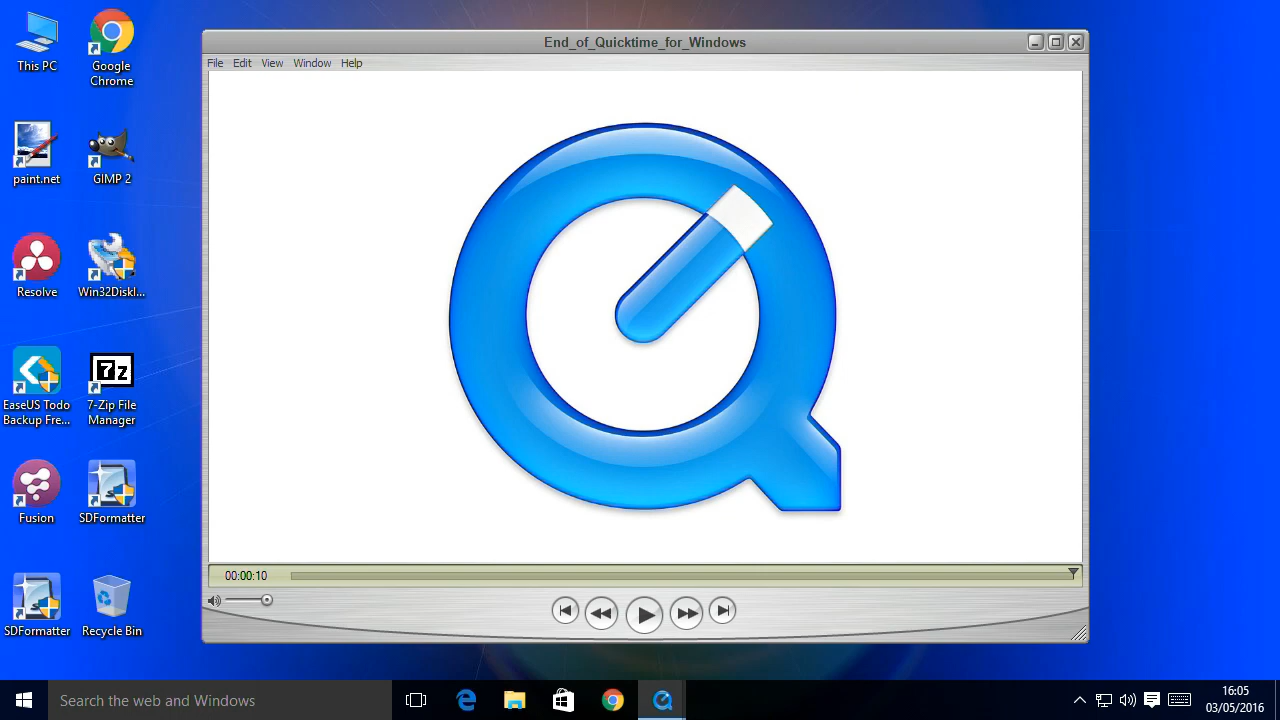 End_of_Quicktime_for_Windows
File Edit View Window Help
This PC
Google
Chrome
paint.net
GIMP 2
Resolve
Win32DiskI...
EaseUS Todo
Backup Fre...
7z
7-Zip File
Manager
Fusion
SDFormatter
SDFormatter
Recycle Bin
00:00:10
Search the web and Windows
16:05
03/05/2016